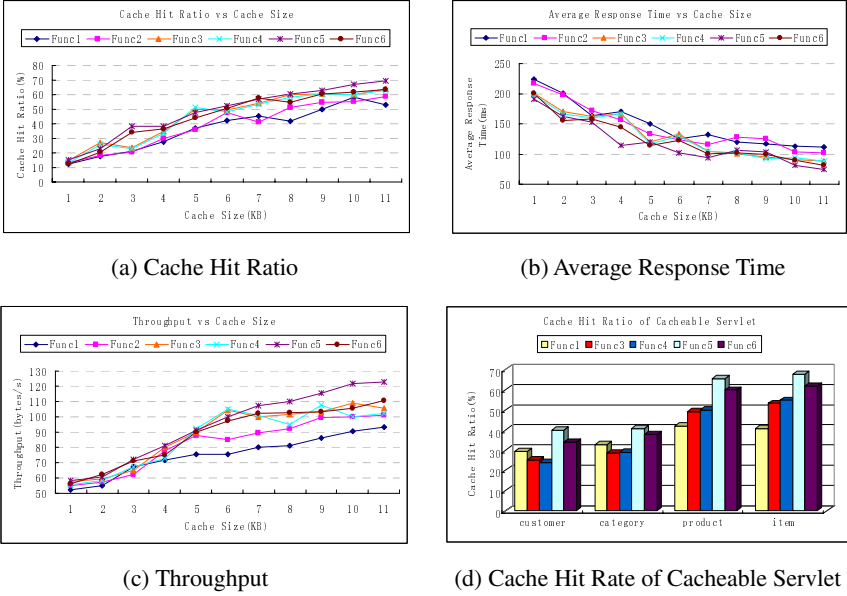 Cache Hit Ratio vs Cache Size
Func1 Func2 Func3 Func4 Func5 Func6
Cache Hit Ratio(%)
80
70
60
50
40
30
20
10
0
1 2 3 4 5 6 7 8 9 10 11
Cache Size(KB)
(a) Cache Hit Ratio
Average Response Time vs Cache Size
Func1 Func2 Func3 Func4 Func5 Func6
Average Response
Time(ms)
250
200
150
100
50
1 2 3 4 5 6 7 8 9 10 11
Cache Size(KB)
(b) Average Response Time
Throughput vs Cache Size
Func1 Func2 Func3 Func4 Func5 Func6
Throughput(bytes/s)
130
120
110
100
90
80
70
60
50
1 2 3 4 5 6 7 8 9 10 11
Cache Size(KB)
(c) Throughput
Cache Hit Ratio of Cacheable Servlet
Func1 Func3 Func4 Func5 Func6
Cache Hit Ratio(%)
70
60
50
40
30
20
10
0
customer category product item
(d) Cache Hit Rate of Cacheable Servlet